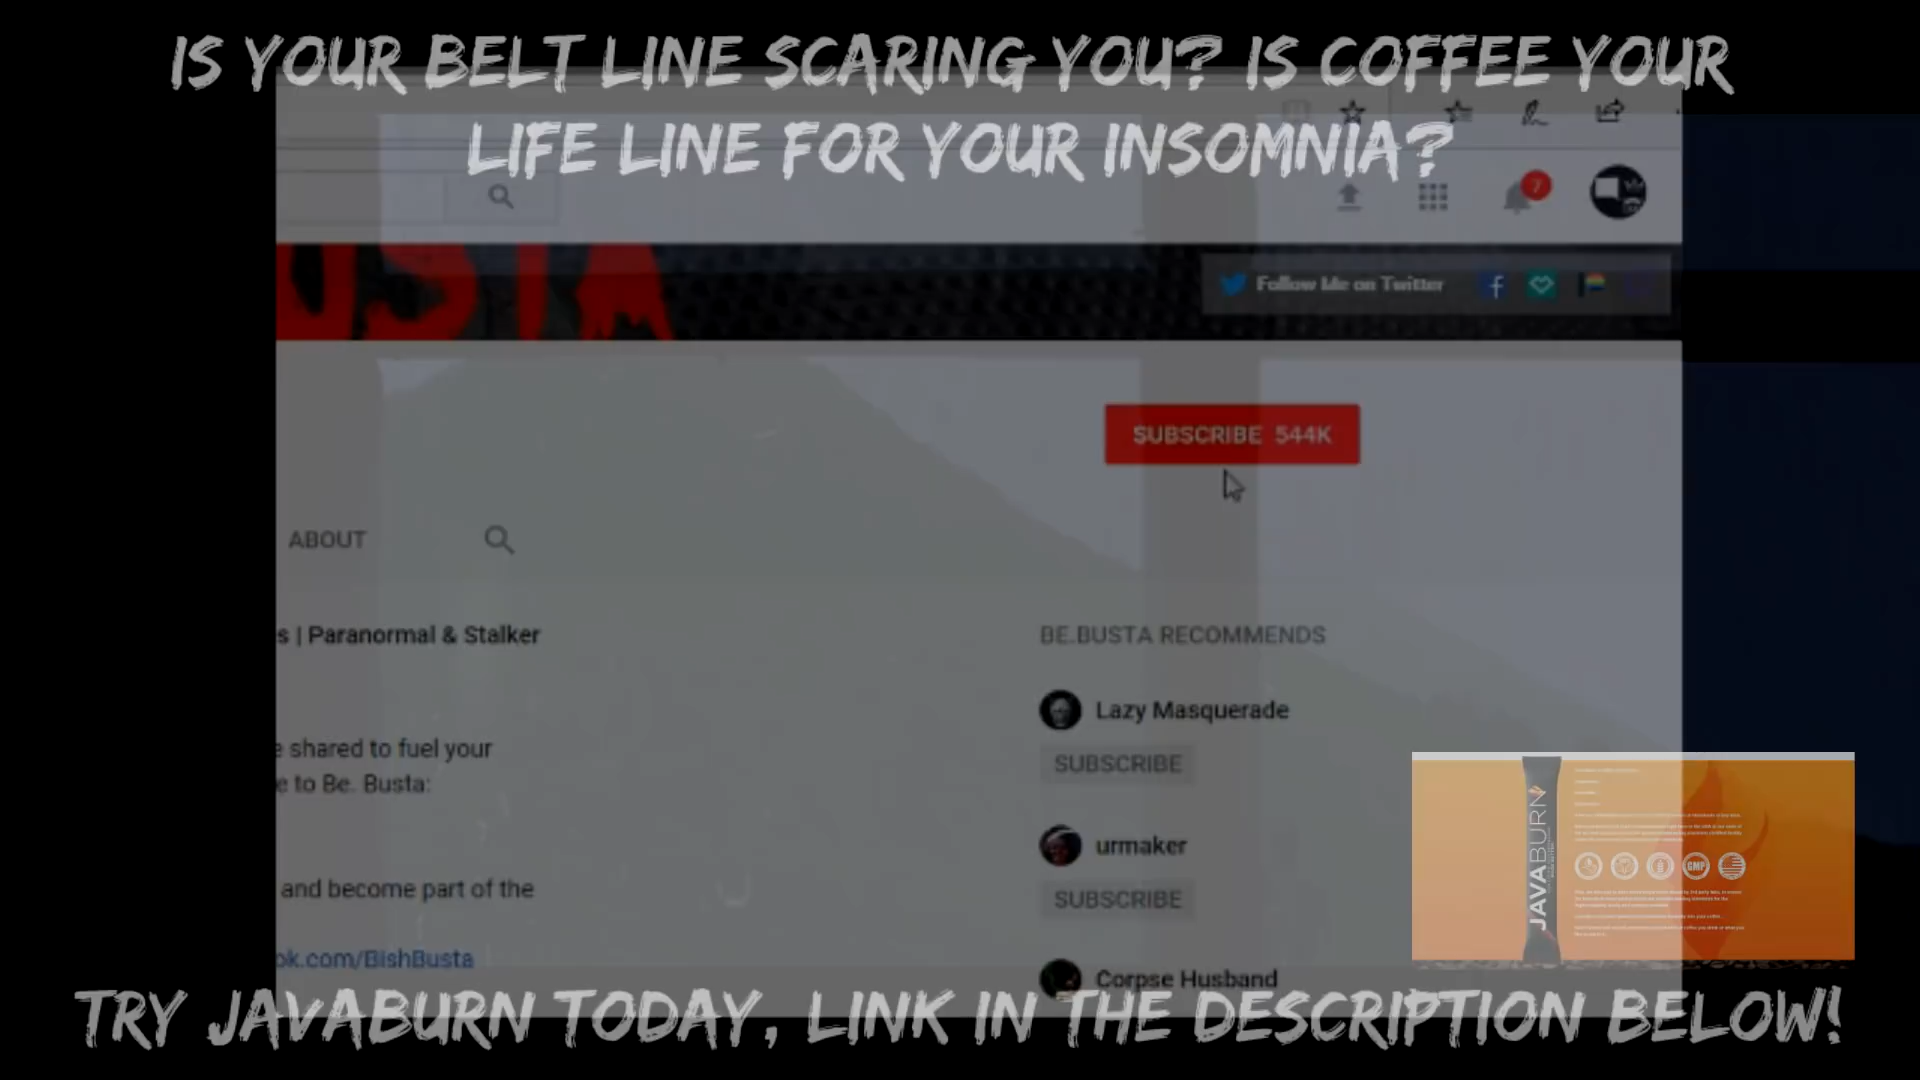 IS YOUR BELT LINE SCARING YOU? IS COFFEE YOUR
LIFE LINE FOR YOUR INSOMNIA?
7
USTA
Follow Me on Twitter
SUBSCRIBE 544K
ABOUT
s | Paranormal & Stalker
BE.BUSTA RECOMMENDS
Lazy Masquerade
e shared to fuel your
SUBSCRIBE
e to Be. Busta:
urmaker
and become part of the
SUBSCRIBE
ok.com/BishBusta
Corpse Husband
JAVABURN
GMP
TRY JAVABURN TODAY, LINK IN THE DESCRIPTION BELOW!